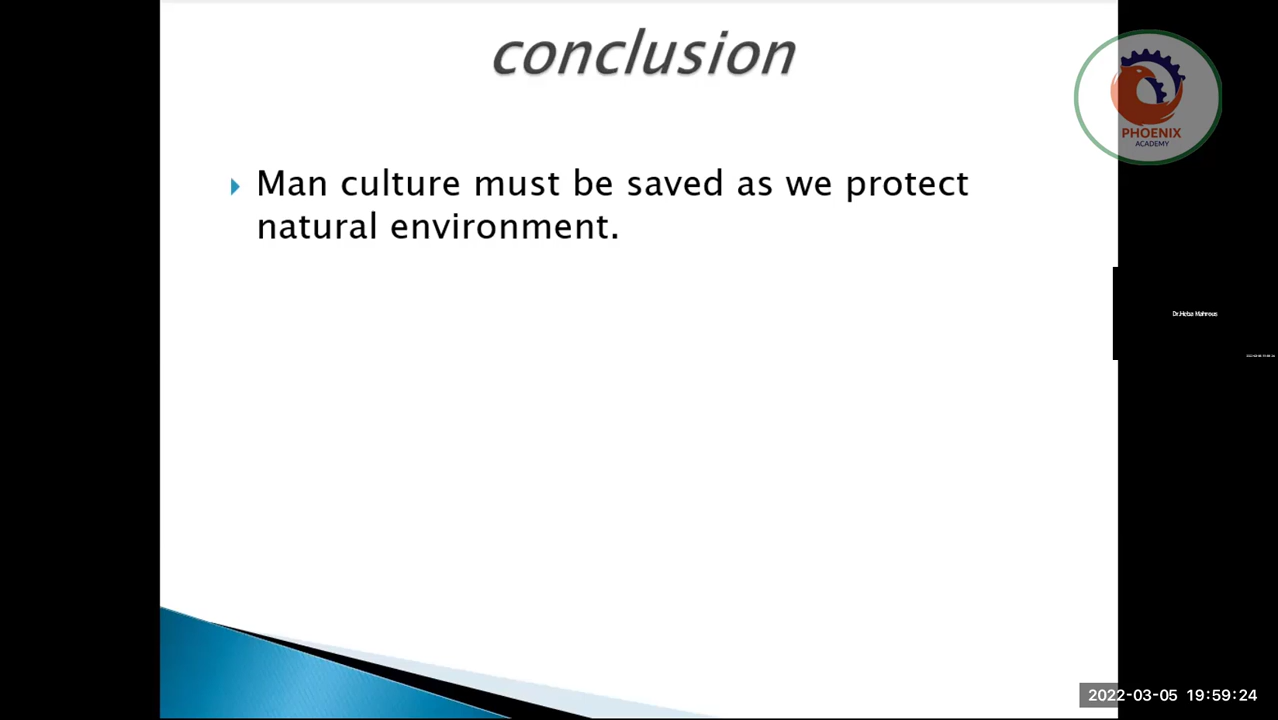 conclusion
PHOENIX
ACADEMY
Man culture must be saved as we protect
natural environment.
Dr.Heba Mahrous
2022-03-05 19:59:24